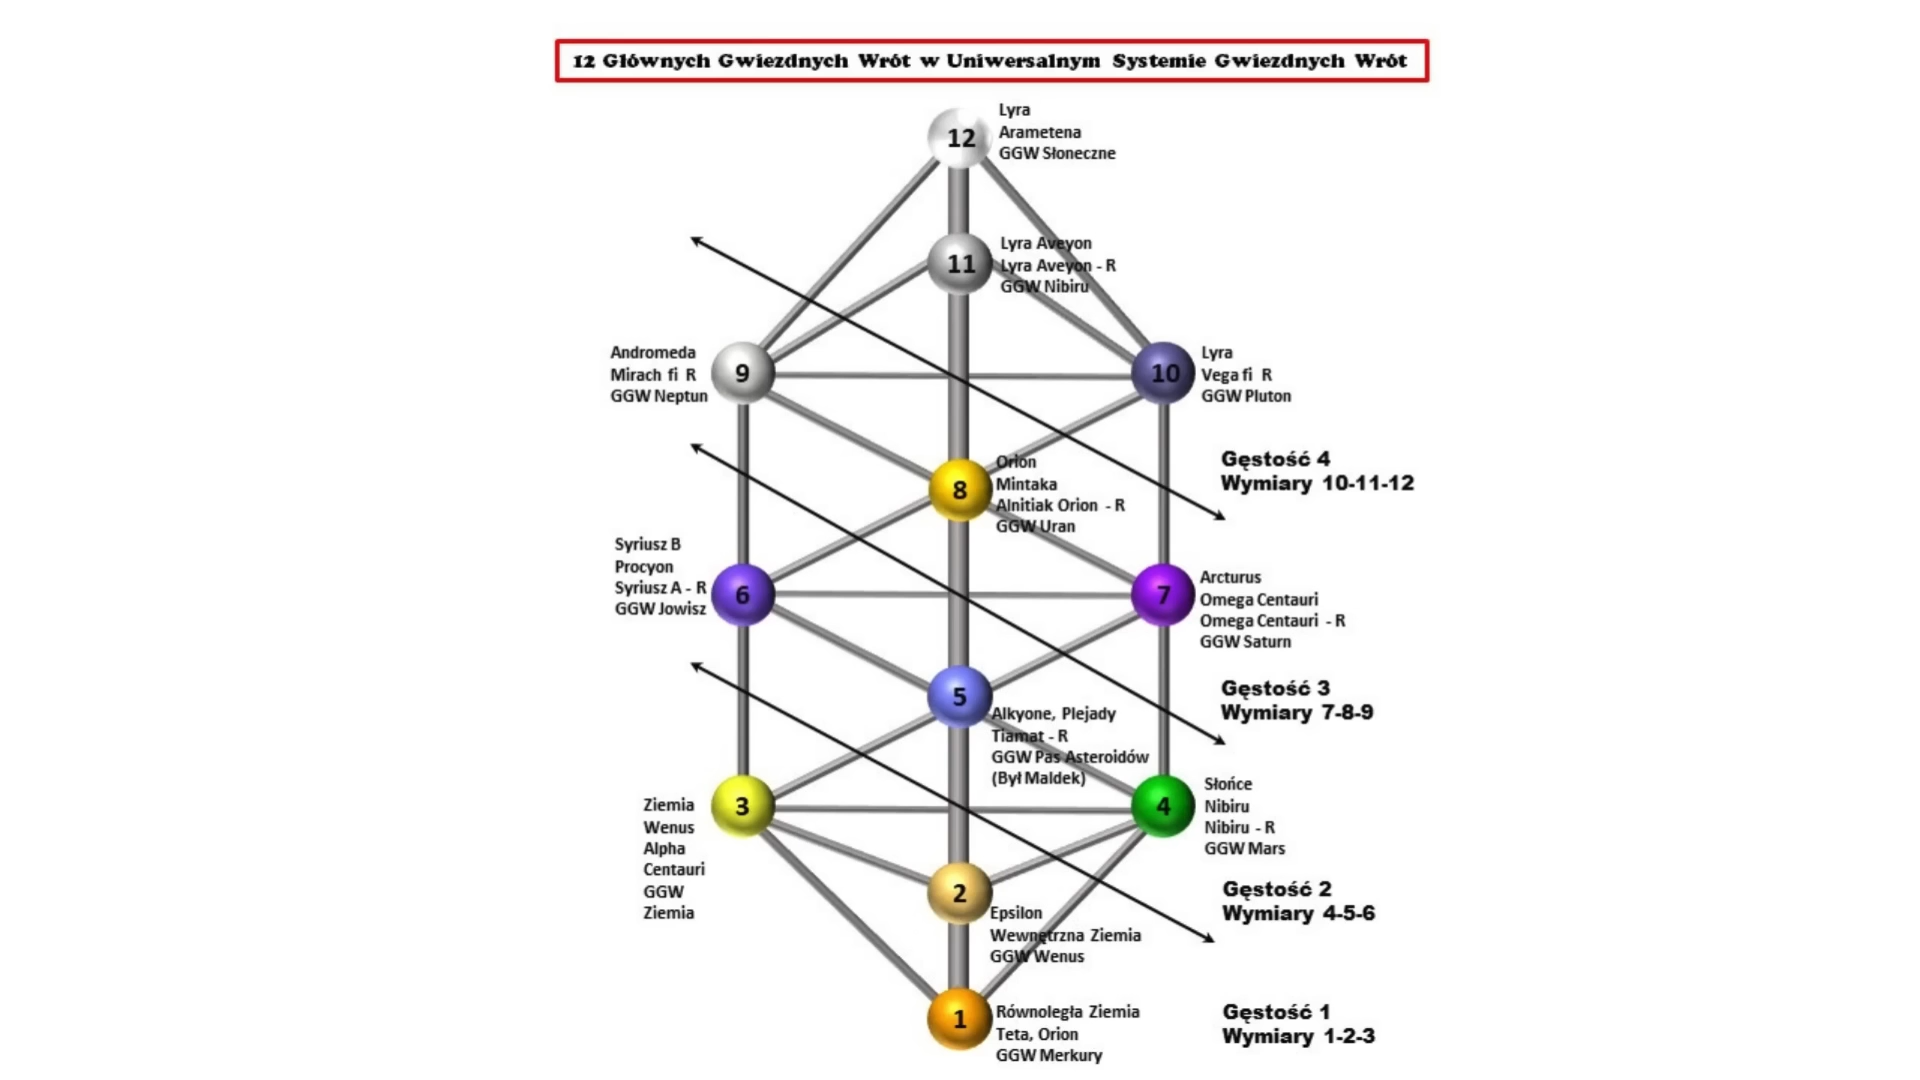 12 Głównych Gwiezdnych Wrót w Uniwersalnym Systemie Gwiezdnych Wrót
12
Lyra
Arametena
GGW Słoneczne
11
Lyra Aveyon
Lyra Aveyon - R
GGW Nibiru
Andromeda
Mirach fi R
GGW Neptun
9
10
Lyra
Vega fi R
GGW Pluton
Gęstość 4
Wymiary 10-11-12
8
Orion
Mintaka
Alnitiak Orion - R
GGW Uran
Syriusz B
Procyon
Syriusz A - R
GGW Jowisz
6
7
Arcturus
Omega Centauri
Omega Centauri - R
GGW Saturn
Gęstość 3
Wymiary 7-8-9
5
Alkyone, Plejady
Tiamat - R
GGW Pas Asteroidów
(Był Maldek)
Ziemia
Wenus
Alpha
Centauri
GGW
Ziemia
3
4
Słońce
Nibiru
Nibiru - R
GGW Mars
Gęstość 2
Wymiary 4-5-6
2
Epsilon
Wewnętrzna Ziemia
GGW Wenus
1
Równoległa Ziemia
Teta, Orion
GGW Merkury
Gęstość 1
Wymiary 1-2-3